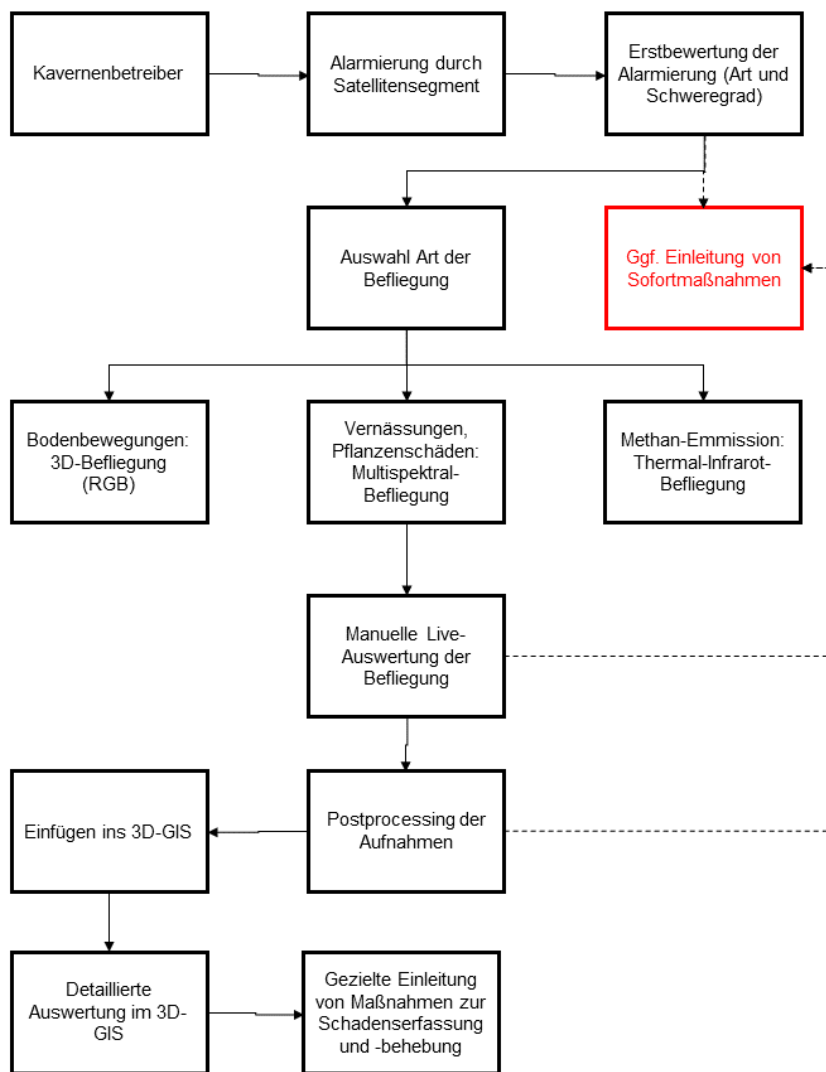 Kavernenbetreiber
Alarmierung durch
Satellitensegment
Erstbewertung der
Alarmierung (Art und
Schweregrad)
Auswahl Art der
Befliegung
Ggf. Einleitung von
Sofortmaßnahmen
Bodenbewegungen:
3D-Befliegung
(RGB)
Vernässungen,
Pflanzenschäden:
Multispektral-
Befliegung
Methan-Emmission:
Thermal-Infrarot-
Befliegung
Manuelle Live-
Auswertung der
Befliegung
Einfügen ins 3D-GIS
Postprocessing der
Aufnahmen
Detaillierte
Auswertung im 3D-
GIS
Gezielte Einleitung
von Maßnahmen zur
Schadenserfassung
und -behebung